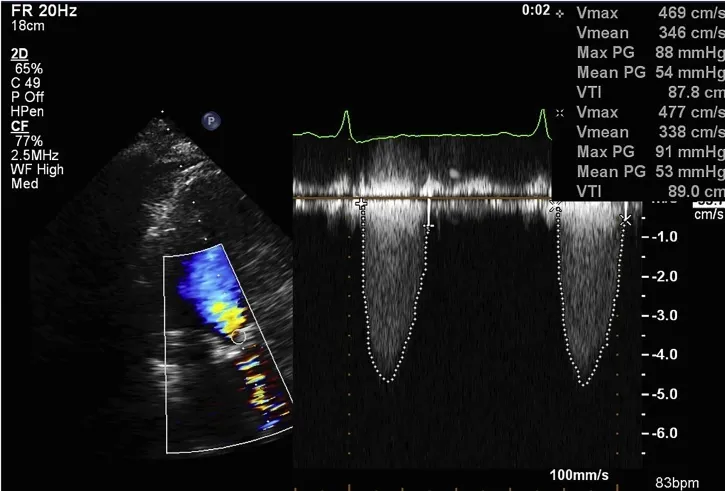 FR 20Hz
18cm
2D
65%
C 49
P Off
HPen
CF
77%
2.5MHz
WF High
Med
P
0:02
Vmax 469 cm/s
Vmean 346 cm/s
Max PG 88 mmHg
Mean PG 54 mmHg
VTI 87.8 cm
Vmax 477 cm/s
Vmean 338 cm/s
Max PG 91 mmHg
Mean PG 53 mmHg
VTI 89.0 cm
cm/s
-1.0
-2.0
-3.0
-4.0
-5.0
-6.0
100mm/s
83bpm